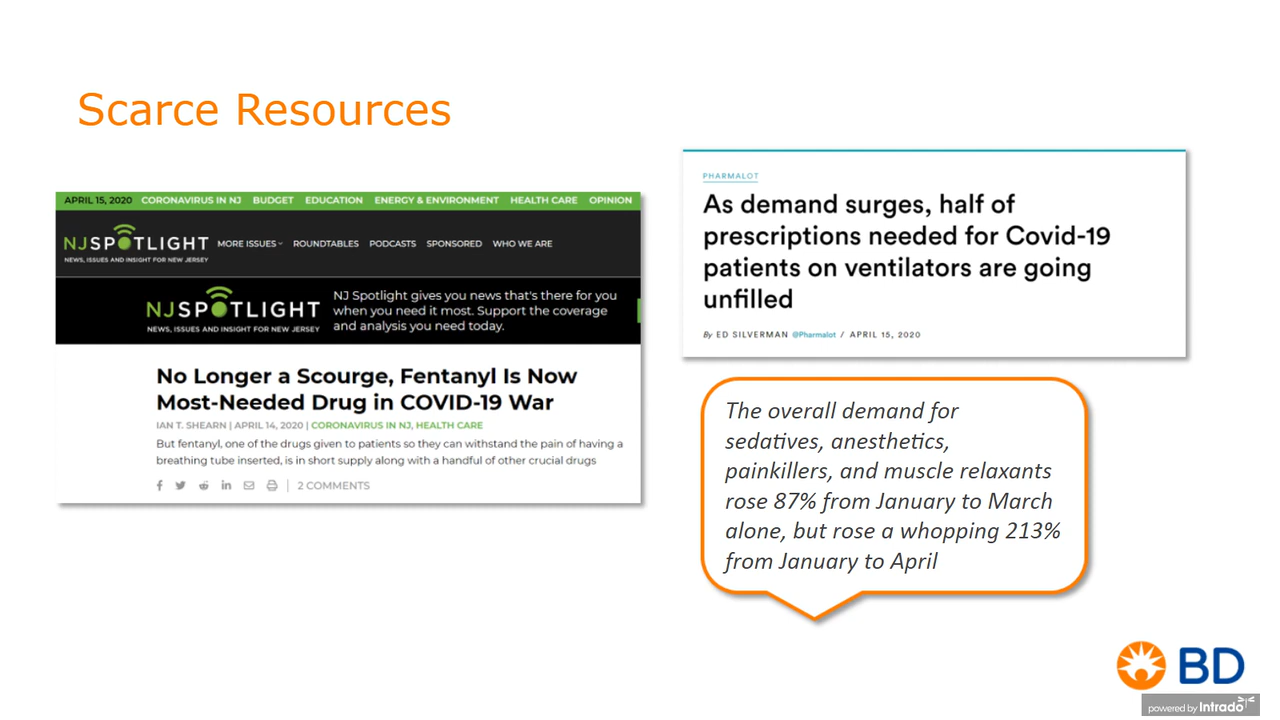 Scarce Resources
APRIL 15, 2020 CORONAVIRUS IN NJ BUDGET EDUCATION ENERGY & ENVIRONMENT HEALTH CARE OPINION
NJSPOTLIGHT MORE ISSUES ROUNDTABLES PODCASTS SPONSORED WHO WE ARE
NEWS, ISSUES AND INSIGHT FOR NEW JERSEY
NJSPOTLIGHT
NEWS, ISSUES AND INSIGHT FOR NEW JERSEY
NJ Spotlight gives you news that's there for you
when you need it most. Support the coverage
and analysis you need today.
No Longer a Scourge, Fentanyl Is Now
Most-Needed Drug in COVID-19 War
IAN T. SHEARN | APRIL 14, 2020 | CORONAVIRUS IN NJ, HEALTH CARE
But fentanyl, one of the drugs given to patients so they can withstand the pain of having a
breathing tube inserted, is in short supply along with a handful of other crucial drugs
2 COMMENTS
PHARMALOT
As demand surges, half of
prescriptions needed for Covid-19
patients on ventilators are going
unfilled
By ED SILVERMAN @Pharmalot / APRIL 15, 2020
The overall demand for
sedatives, anesthetics,
painkillers, and muscle relaxants
rose 87% from January to March
alone, but rose a whopping 213%
from January to April
BD
powered by Intrado